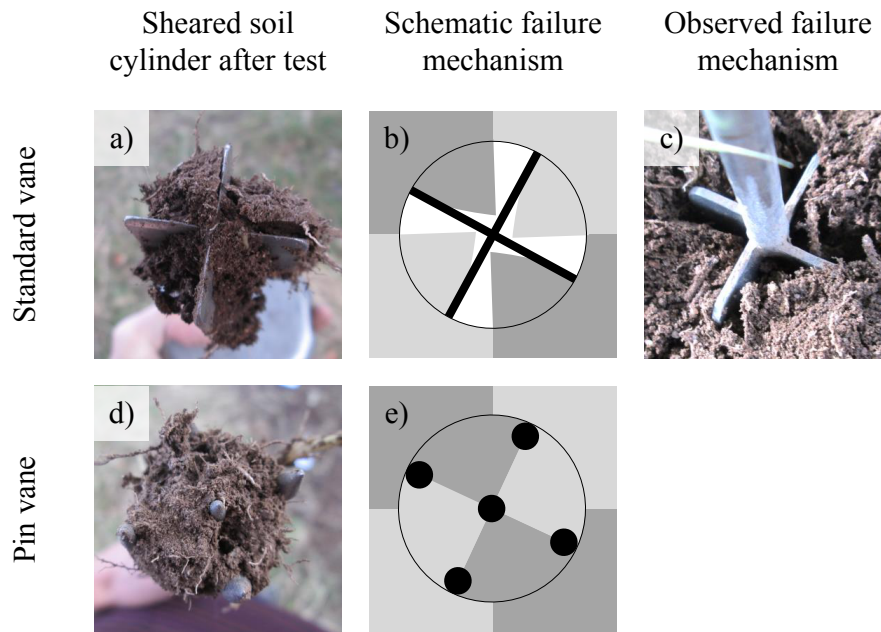 Sheared soil
cylinder after test
Schematic failure
mechanism
Observed failure
mechanism
Standard vane
a)
b)
c)
Pin vane
d)
e)